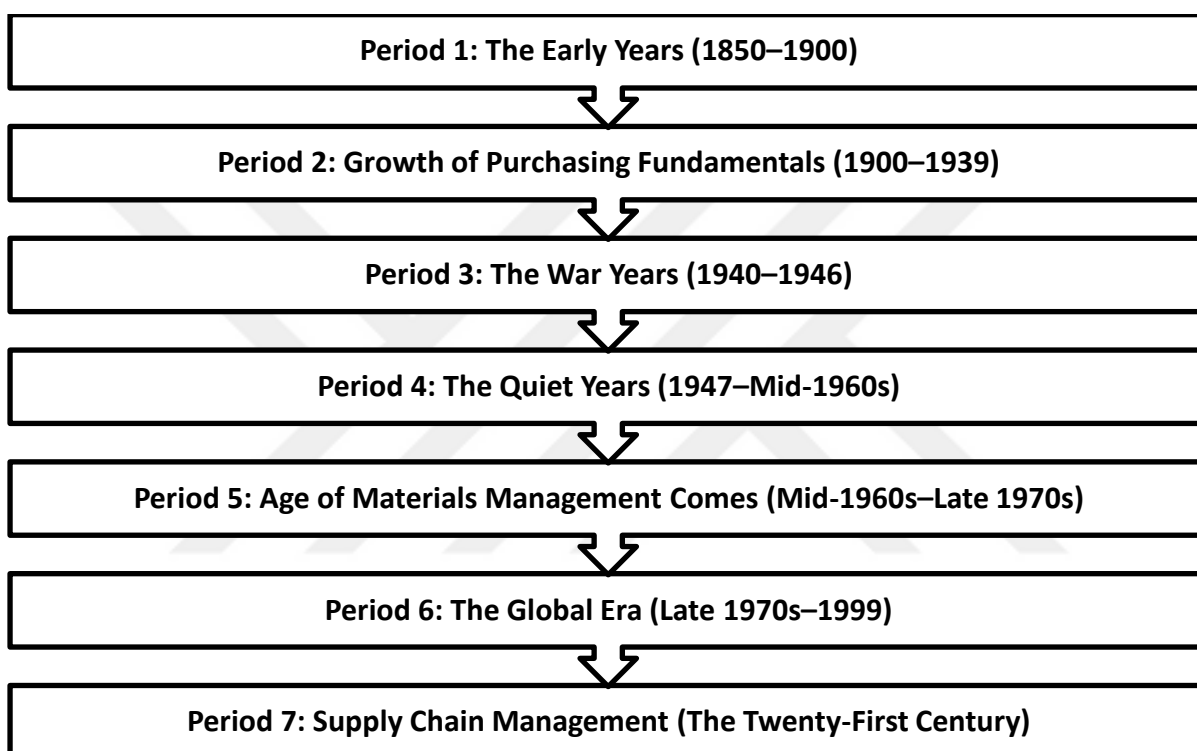 Period 1: The Early Years (1850–1900)
Period 2: Growth of Purchasing Fundamentals (1900–1939)
Period 3: The War Years (1940–1946)
Period 4: The Quiet Years (1947–Mid-1960s)
Period 5: Age of Materials Management Comes (Mid-1960s–Late 1970s)
Period 6: The Global Era (Late 1970s–1999)
Period 7: Supply Chain Management (The Twenty-First Century)